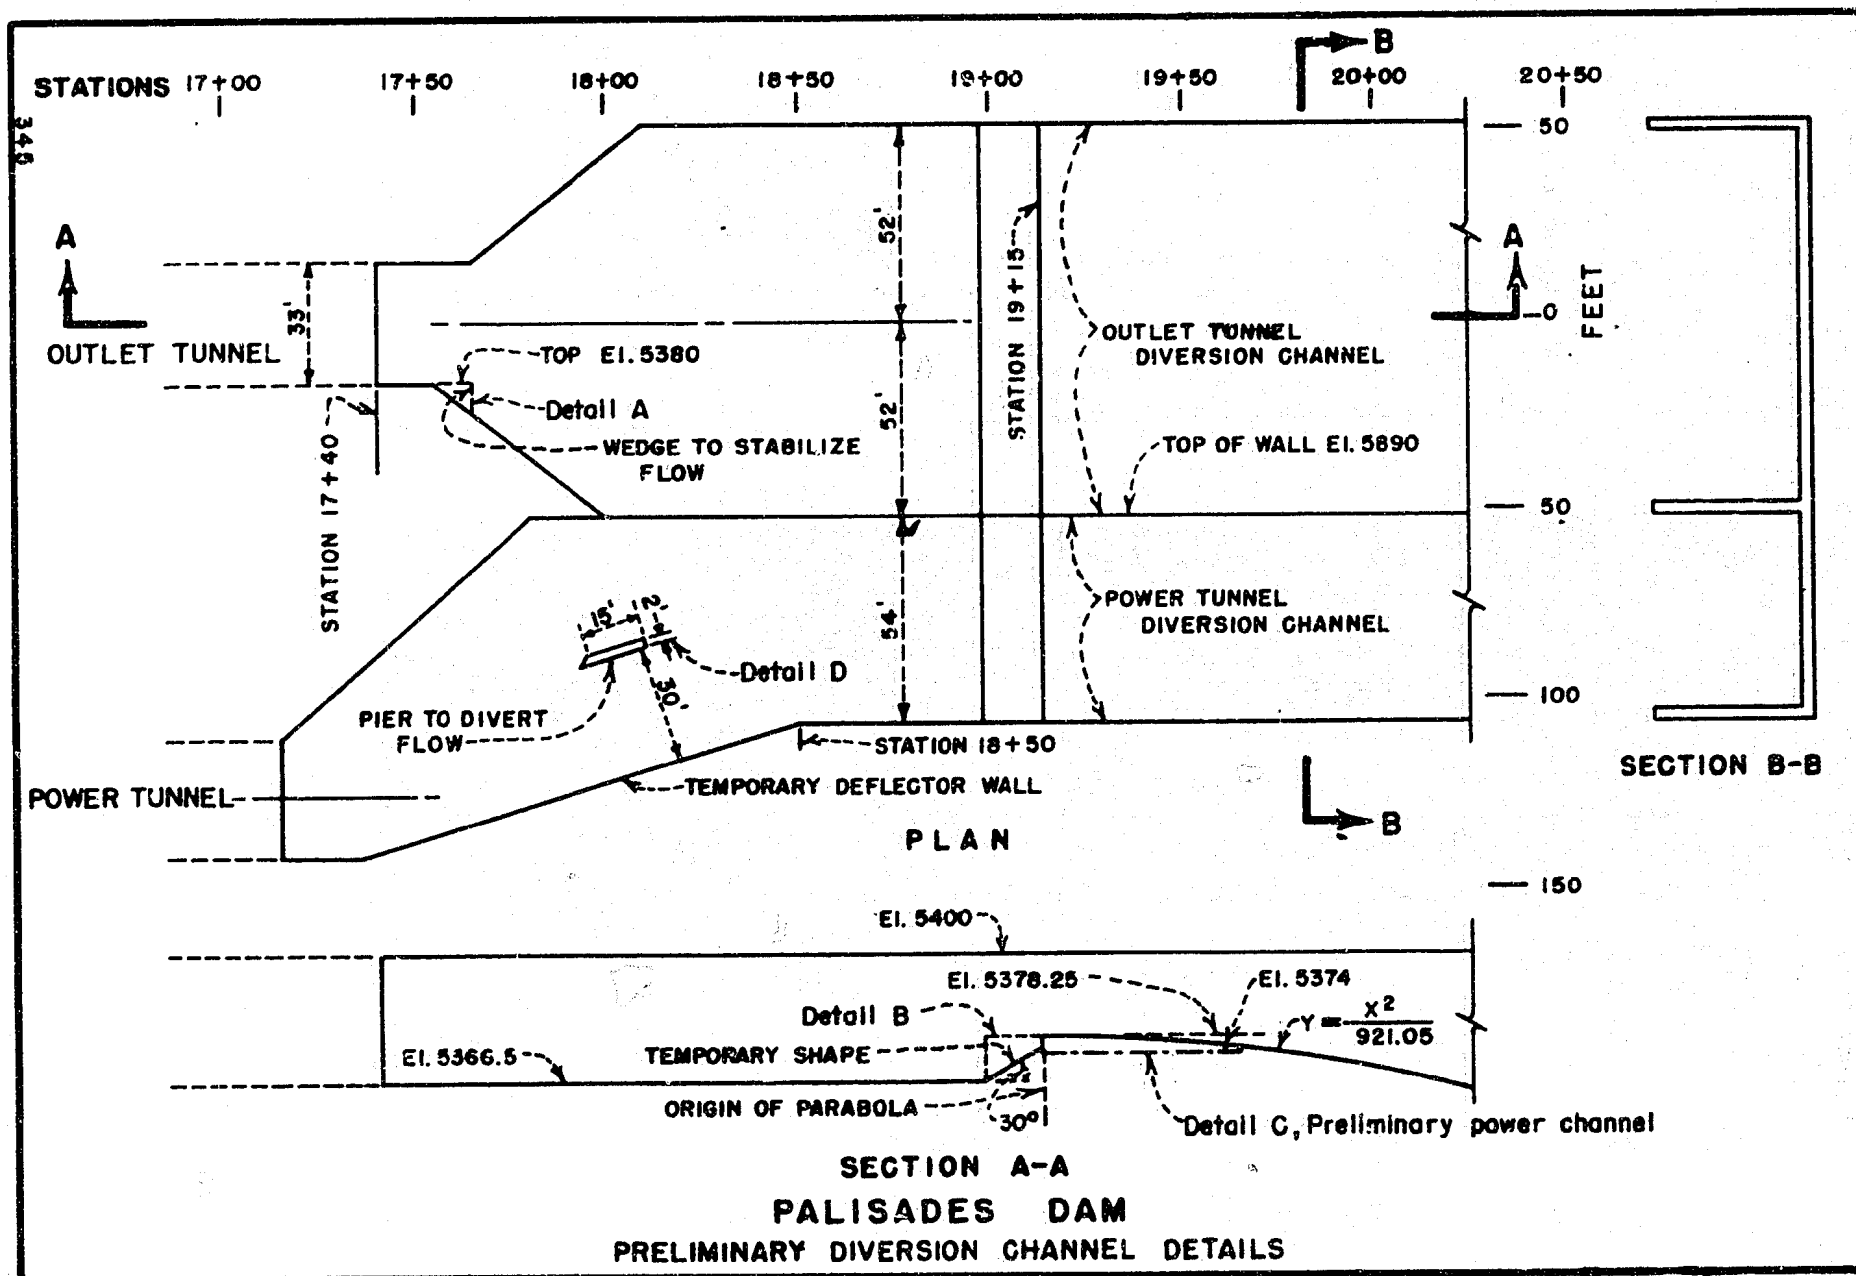 STATIONS 17+00 17+50 18+00 18+50 19+00 19+50 20+00 20+50
B
345
50
A
52'
33'
STATION 19+15
A
FEET
0
OUTLET TUNNEL
TOP El. 5380
OUTLET TUNNEL
DIVERSION CHANNEL
Detail A
52'
WEDGE TO STABILIZE
FLOW
TOP OF WALL El. 5890
STATION 17+40
50
15'
2'
54'
POWER TUNNEL
DIVERSION CHANNEL
Detail D
30'
100
PIER TO DIVERT
FLOW
STATION 18+50
SECTION B-B
POWER TUNNEL
TEMPORARY DEFLECTOR WALL
B
PLAN
150
El. 5400
El. 5378.25
El. 5374
Detail B
Y = X2
921.05
El. 5366.5
TEMPORARY SHAPE
ORIGIN OF PARABOLA
30°
Detail C, Preliminary power channel
SECTION A-A
PALISADES DAM
PRELIMINARY DIVERSION CHANNEL DETAILS